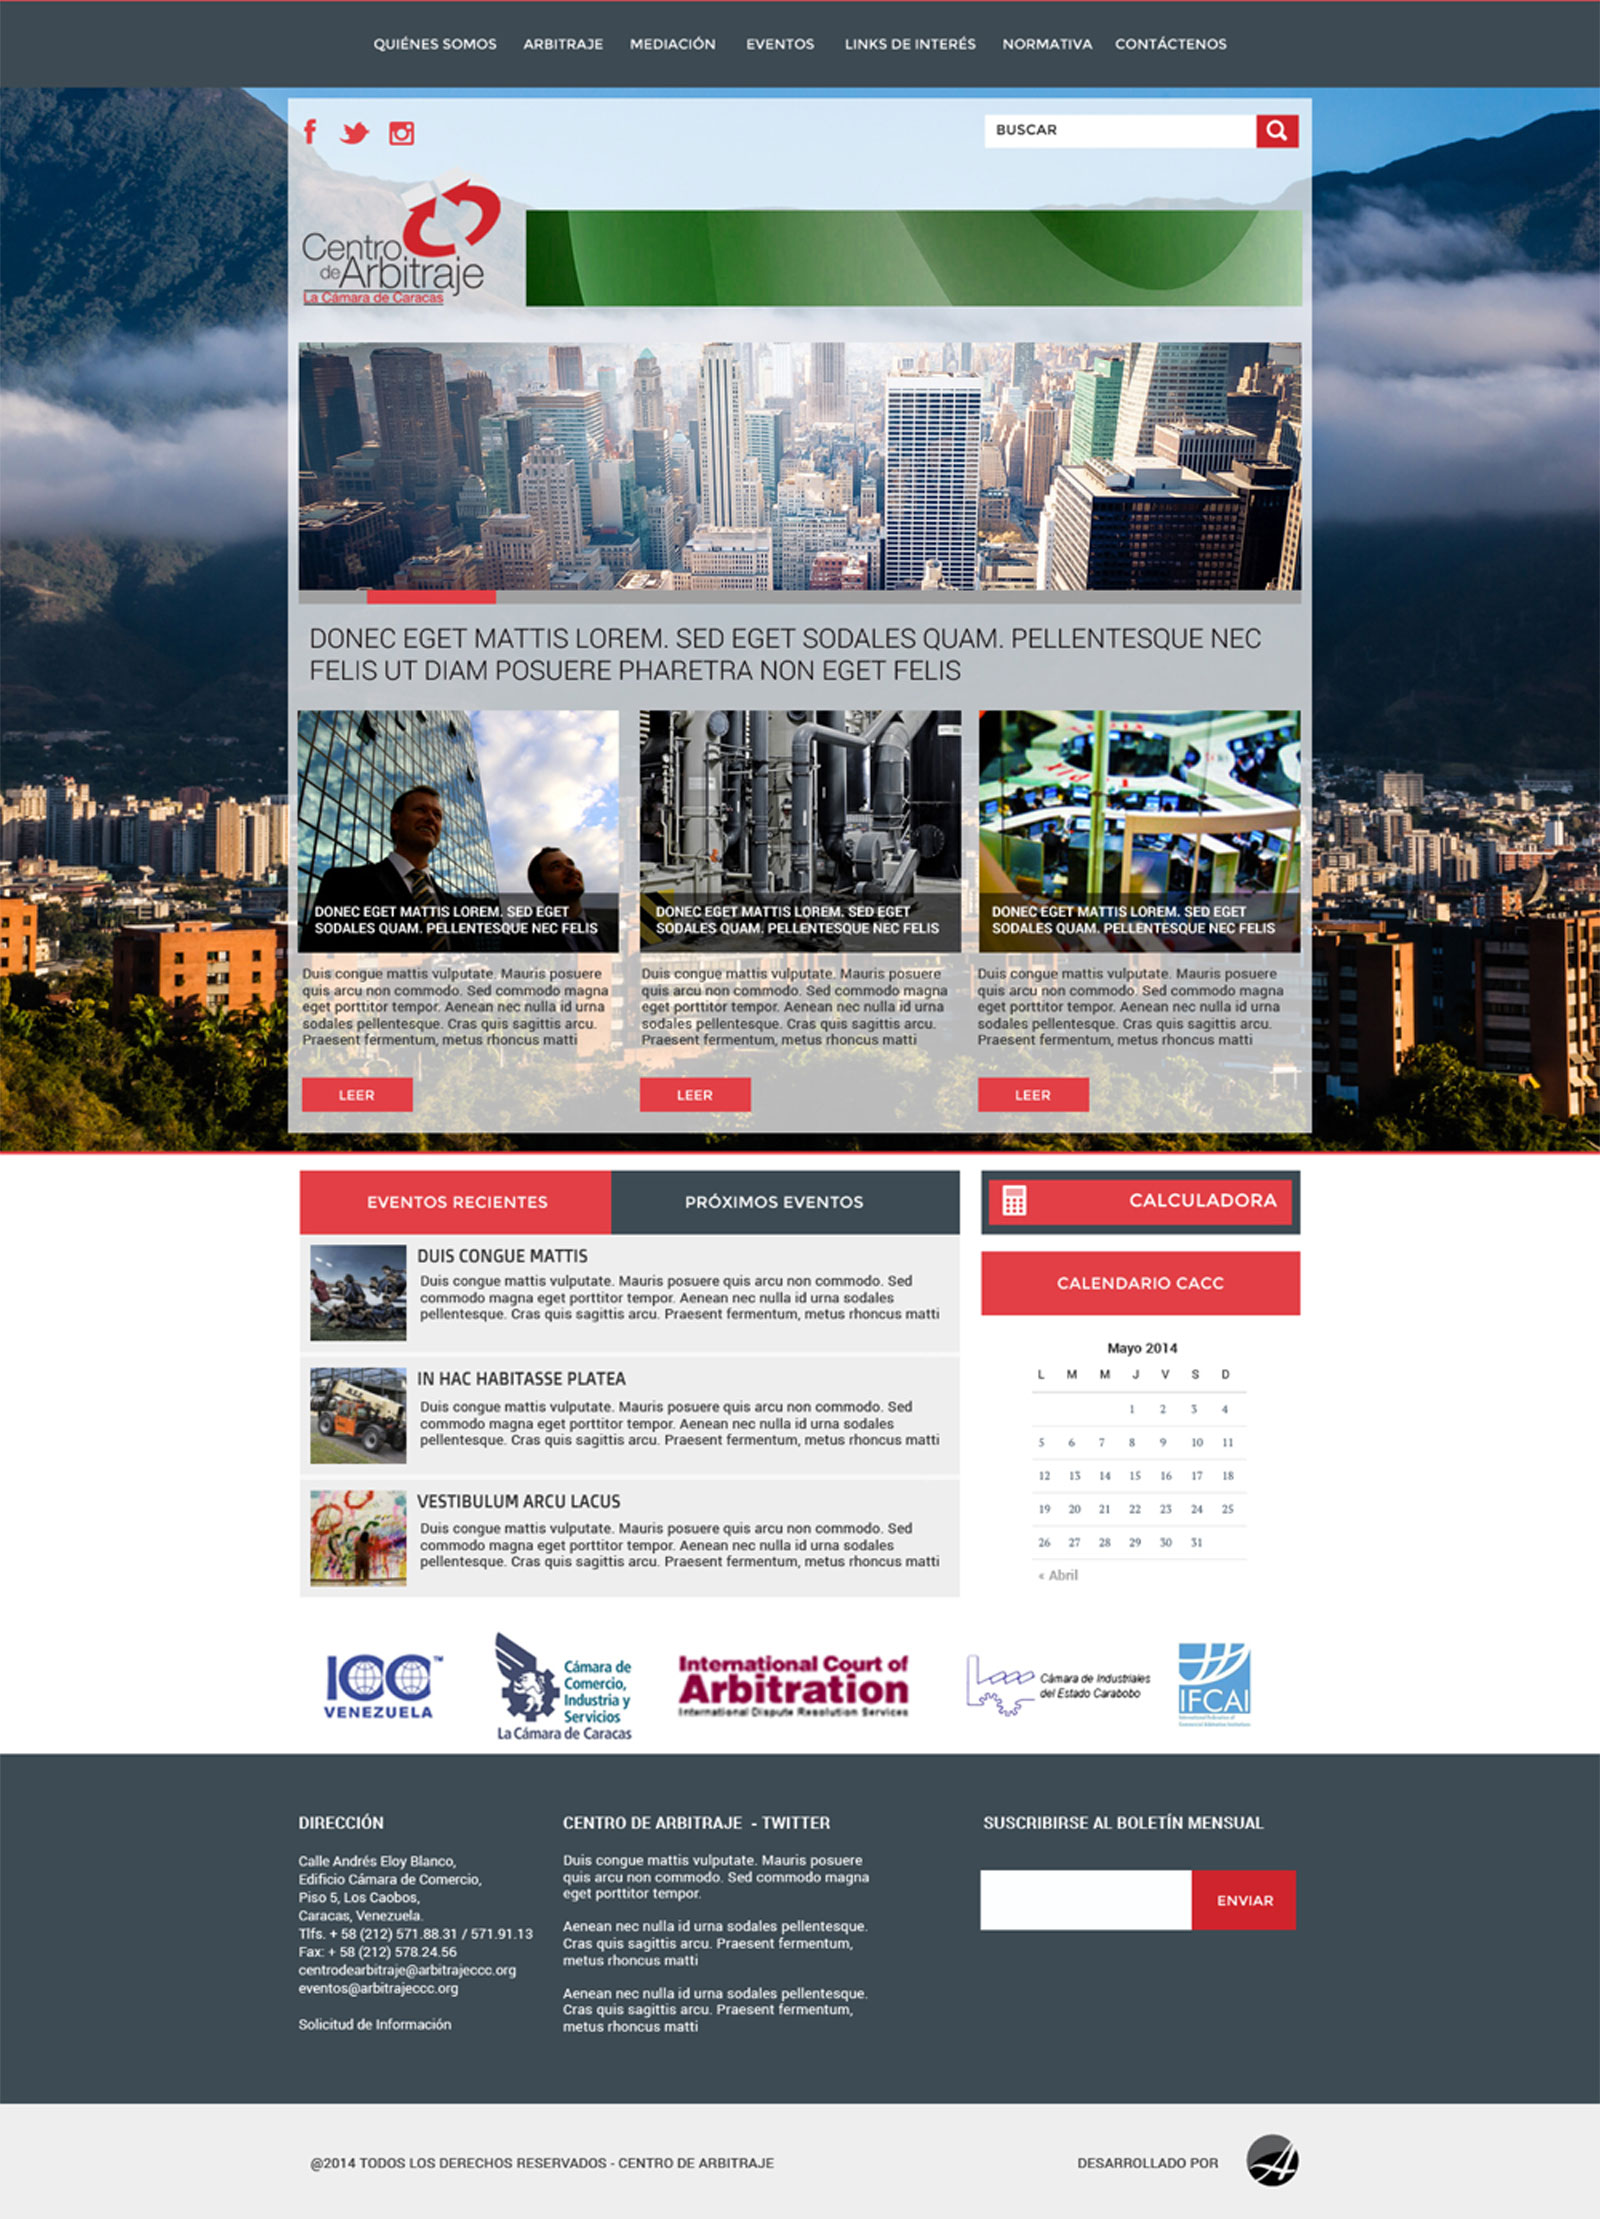 QUIÉNES SOMOS ARBITRAJE MEDIACIÓN EVENTOS LINKS DE INTERÉS NORMATIVA CONTÁCTENOS
BUSCAR
Centro
de Arbitraje
La Cámara de Caracas
DONEC EGET MATTIS LOREM. SED EGET SODALES QUAM. PELLENTESQUE NEC
FELIS UT DIAM POSUERE PHARETRA NON EGET FELIS
DONEC EGET MATTIS LOREM. SED EGET
SODALES QUAM. PELLENTESQUE NEC FELIS
Duis congue mattis vulputate. Mauris posuere
quis arcu non commodo. Sed commodo magna
eget porttitor tempor. Aenean nec nulla id urna
sodales pellentesque. Cras quis sagittis arcu.
Praesent fermentum, metus rhoncus matti
LEER
DONEC EGET MATTIS LOREM. SED EGET
SODALES QUAM. PELLENTESQUE NEC FELIS
Duis congue mattis vulputate. Mauris posuere
quis arcu non commodo. Sed commodo magna
eget porttitor tempor. Aenean nec nulla id urna
sodales pellentesque. Cras quis sagittis arcu.
Praesent fermentum, metus rhoncus matti
LEER
DONEC EGET MATTIS LOREM. SED EGET
SODALES QUAM. PELLENTESQUE NEC FELIS
Duis congue mattis vulputate. Mauris posuere
quis arcu non commodo. Sed commodo magna
eget porttitor tempor. Aenean nec nulla id urna
sodales pellentesque. Cras quis sagittis arcu.
Praesent fermentum, metus rhoncus matti
LEER
EVENTOS RECIENTES PRÓXIMOS EVENTOS
DUIS CONGUE MATTIS
Duis congue mattis vulputate. Mauris posuere quis arcu non commodo. Sed
commodo magna eget porttitor tempor. Aenean nec nulla id urna sodales
pellentesque. Cras quis sagittis arcu. Praesent fermentum, metus rhoncus matti
IN HAC HABITASSE PLATEA
Duis congue mattis vulputate. Mauris posuere quis arcu non commodo. Sed
commodo magna eget porttitor tempor. Aenean nec nulla id urna sodales
pellentesque. Cras quis sagittis arcu. Praesent fermentum, metus rhoncus matti
VESTIBULUM ARCU LACUS
Duis congue mattis vulputate. Mauris posuere quis arcu non commodo. Sed
commodo magna eget porttitor tempor. Aenean nec nulla id urna sodales
pellentesque. Cras quis sagittis arcu. Praesent fermentum, metus rhoncus matti
CALCULADORA
CALENDARIO CACC
Mayo 2014
L M M J V S D
1 2 3 4
5 6 7 8 9 10 11
12 13 14 15 16 17 18
19 20 21 22 23 24 25
26 27 28 29 30 31
« Abril
ICC™
VENEZUELA
Cámara de
Comercio,
Industria y
Servicios
La Cámara de Caracas
International Court of
Arbitration
International Dispute Resolution Services
Cámara de Industriales
del Estado Carabobo
IFCAI
International Federation of
Commercial Arbitration Institutions
DIRECCIÓN
Calle Andrés Eloy Blanco,
Edificio Cámara de Comercio,
Piso 5, Los Caobos,
Caracas, Venezuela.
Tlfs. + 58 (212) 571.88.31 / 571.91.13
Fax: + 58 (212) 578.24.56
centrodearbitraje@arbitrajeccc.org
eventos@arbitrajeccc.org
Solicitud de Información
CENTRO DE ARBITRAJE - TWITTER
Duis congue mattis vulputate. Mauris posuere
quis arcu non commodo. Sed commodo magna
eget porttitor tempor.
Aenean nec nulla id urna sodales pellentesque.
Cras quis sagittis arcu. Praesent fermentum,
metus rhoncus matti
Aenean nec nulla id urna sodales pellentesque.
Cras quis sagittis arcu. Praesent fermentum,
metus rhoncus matti
SUSCRIBIRSE AL BOLETÍN MENSUAL
ENVIAR
@2014 TODOS LOS DERECHOS RESERVADOS - CENTRO DE ARBITRAJE
DESARROLLADO POR